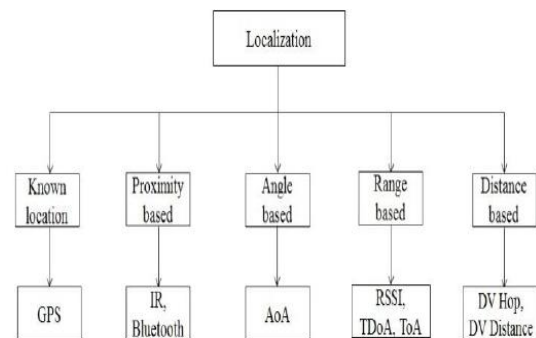 Localization
Known
location
Proximity
based
Angle
based
Range
based
Distance
based
GPS
IR,
Bluetooth
AoA
RSSI,
TDoA, ToA
DV Hop,
DV Distance